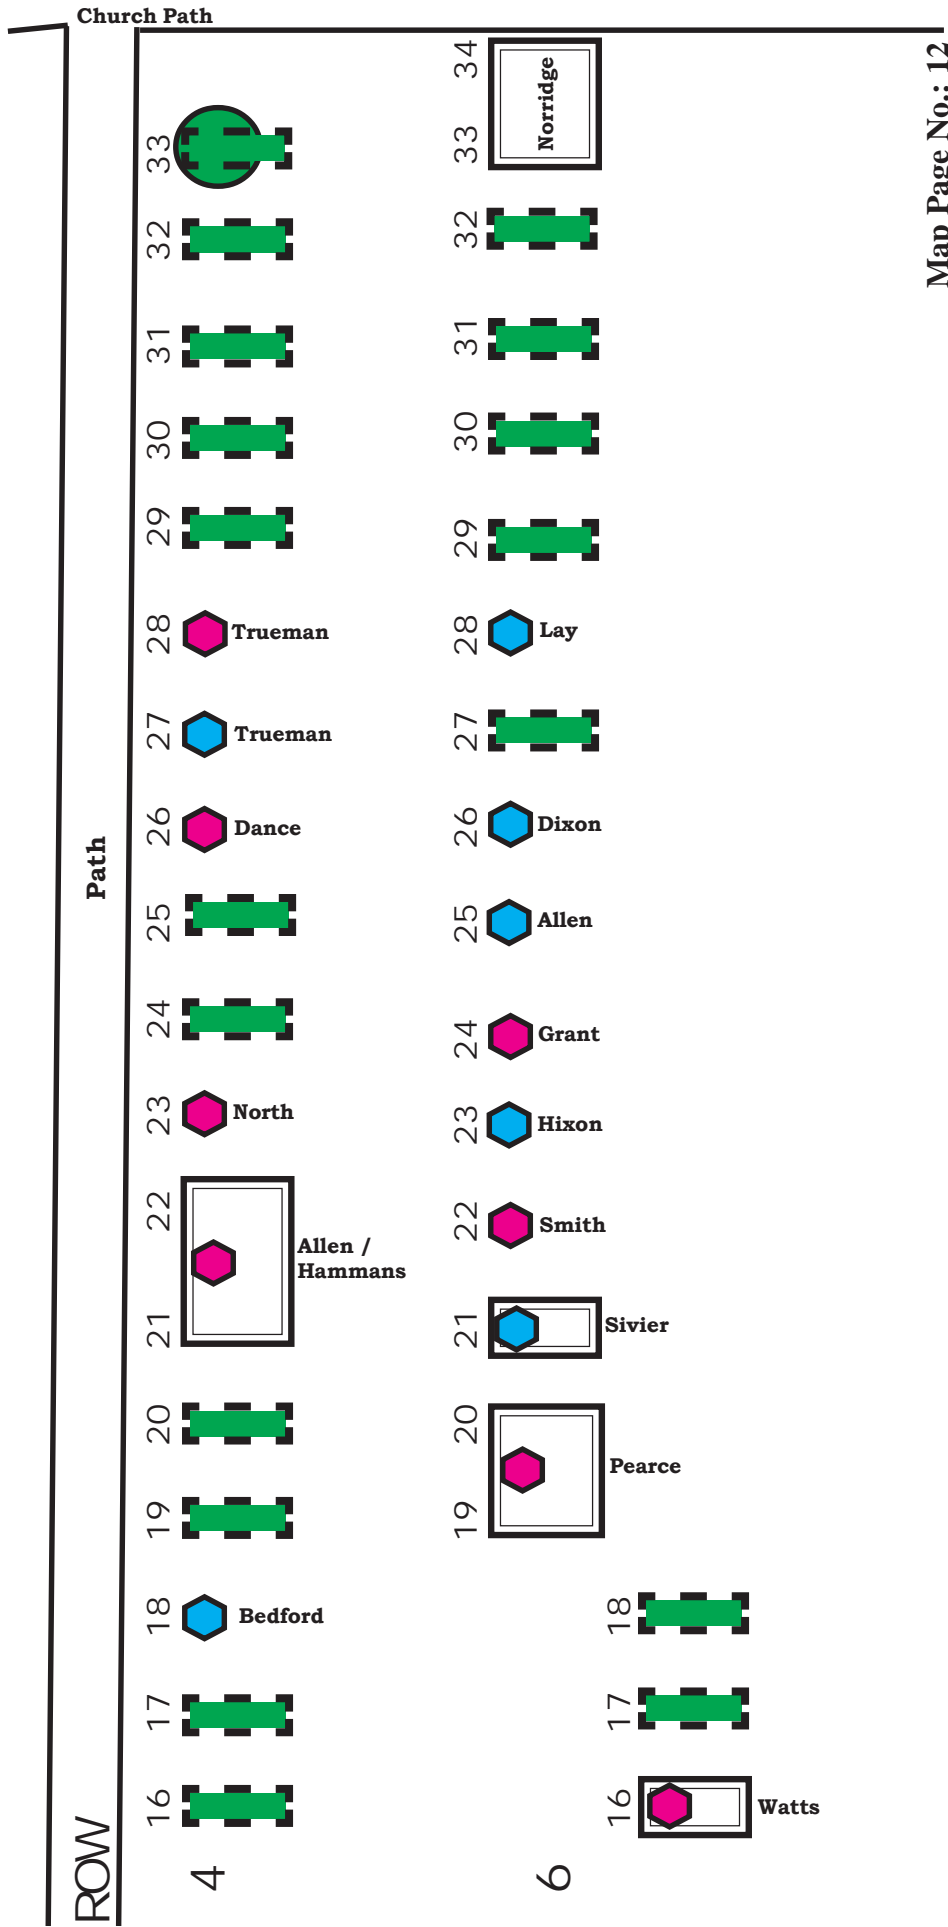 Church Path
Map Page No.: 12
Path
ROW
4
33
32
31
30
29
28 Trueman
27 Trueman
26 Dance
25
24
23 North
22
Allen /
Hammans
21
20
19
18 Bedford
17
16
6
34
Norridge
33
32
31
30
29
28 Lay
27
26 Dixon
25 Allen
24 Grant
23 Hixon
22 Smith
21 Sivier
20
Pearce
19
18
17
16 Watts